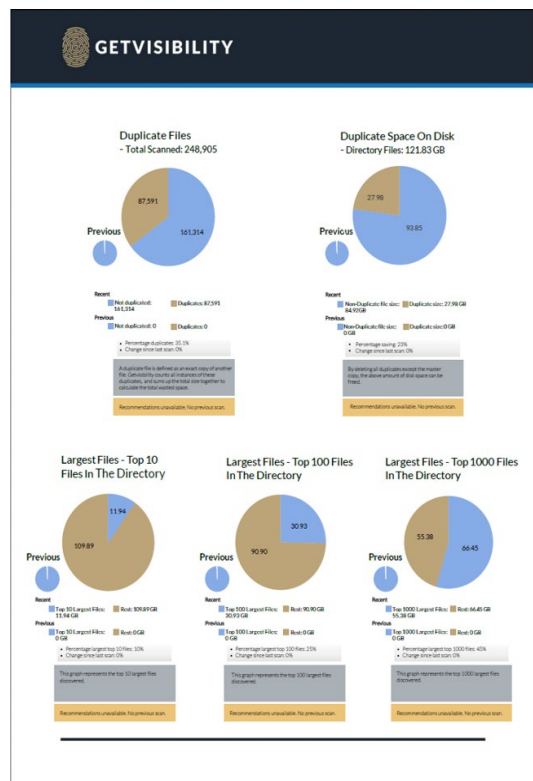 GETVISIBILITY
Duplicate Files
- Total Scanned: 248,905
87,591
161,314
Previous
Recent
Not duplicated: 161,314
Duplicates: 87,591
Previous
Not duplicated: 0
Duplicates: 0
Percentage duplicates: 35.1%
Change since last scan: 0%
A duplicate file is defined as an exact copy of another
file. Getvisibility counts all instances of these
duplicates, and sums up the total size together to
calculate the total wasted space.
Recommendations unavailable. No previous scan.
Duplicate Space On Disk
- Directory Files: 121.83 GB
27.98
93.85
Previous
Recent
Non-Duplicate file size: 84.92GB
Duplicate size: 27.98 GB
Previous
Non-Duplicate file size: 0 GB
Duplicate size: 0 GB
Percentage saving: 23%
Change since last scan: 0%
By deleting all duplicates except the master
copy, the above amount of disk space can be
freed.
Recommendations unavailable. No previous scan.
Largest Files - Top 10
Files In The Directory
11.94
109.89
Previous
Recent
Top 10 Largest Files: 11.94 GB
Rest: 109.89 GB
Previous
Top 10 Largest Files: 0 GB
Rest: 0 GB
Percentage largest top 10 files: 10%
Change since last scan: 0%
This graph represents the top 10 largest files
discovered.
Recommendations unavailable. No previous scan.
Largest Files - Top 100 Files
In The Directory
30.93
90.90
Previous
Recent
Top 100 Largest Files: 30.93 GB
Rest: 90.90 GB
Previous
Top 100 Largest Files: 0 GB
Rest: 0 GB
Percentage largest top 100 files: 25%
Change since last scan: 0%
This graph represents the top 100 largest files
discovered.
Recommendations unavailable. No previous scan.
Largest Files - Top 1000 Files
In The Directory
55.38
66.45
Previous
Recent
Top 1000 Largest Files: 55.38 GB
Rest: 66.45 GB
Previous
Top 1000 Largest Files: 0 GB
Rest: 0 GB
Percentage largest top 1000 files: 45%
Change since last scan: 0%
This graph represents the top 1000 largest files
discovered.
Recommendations unavailable. No previous scan.